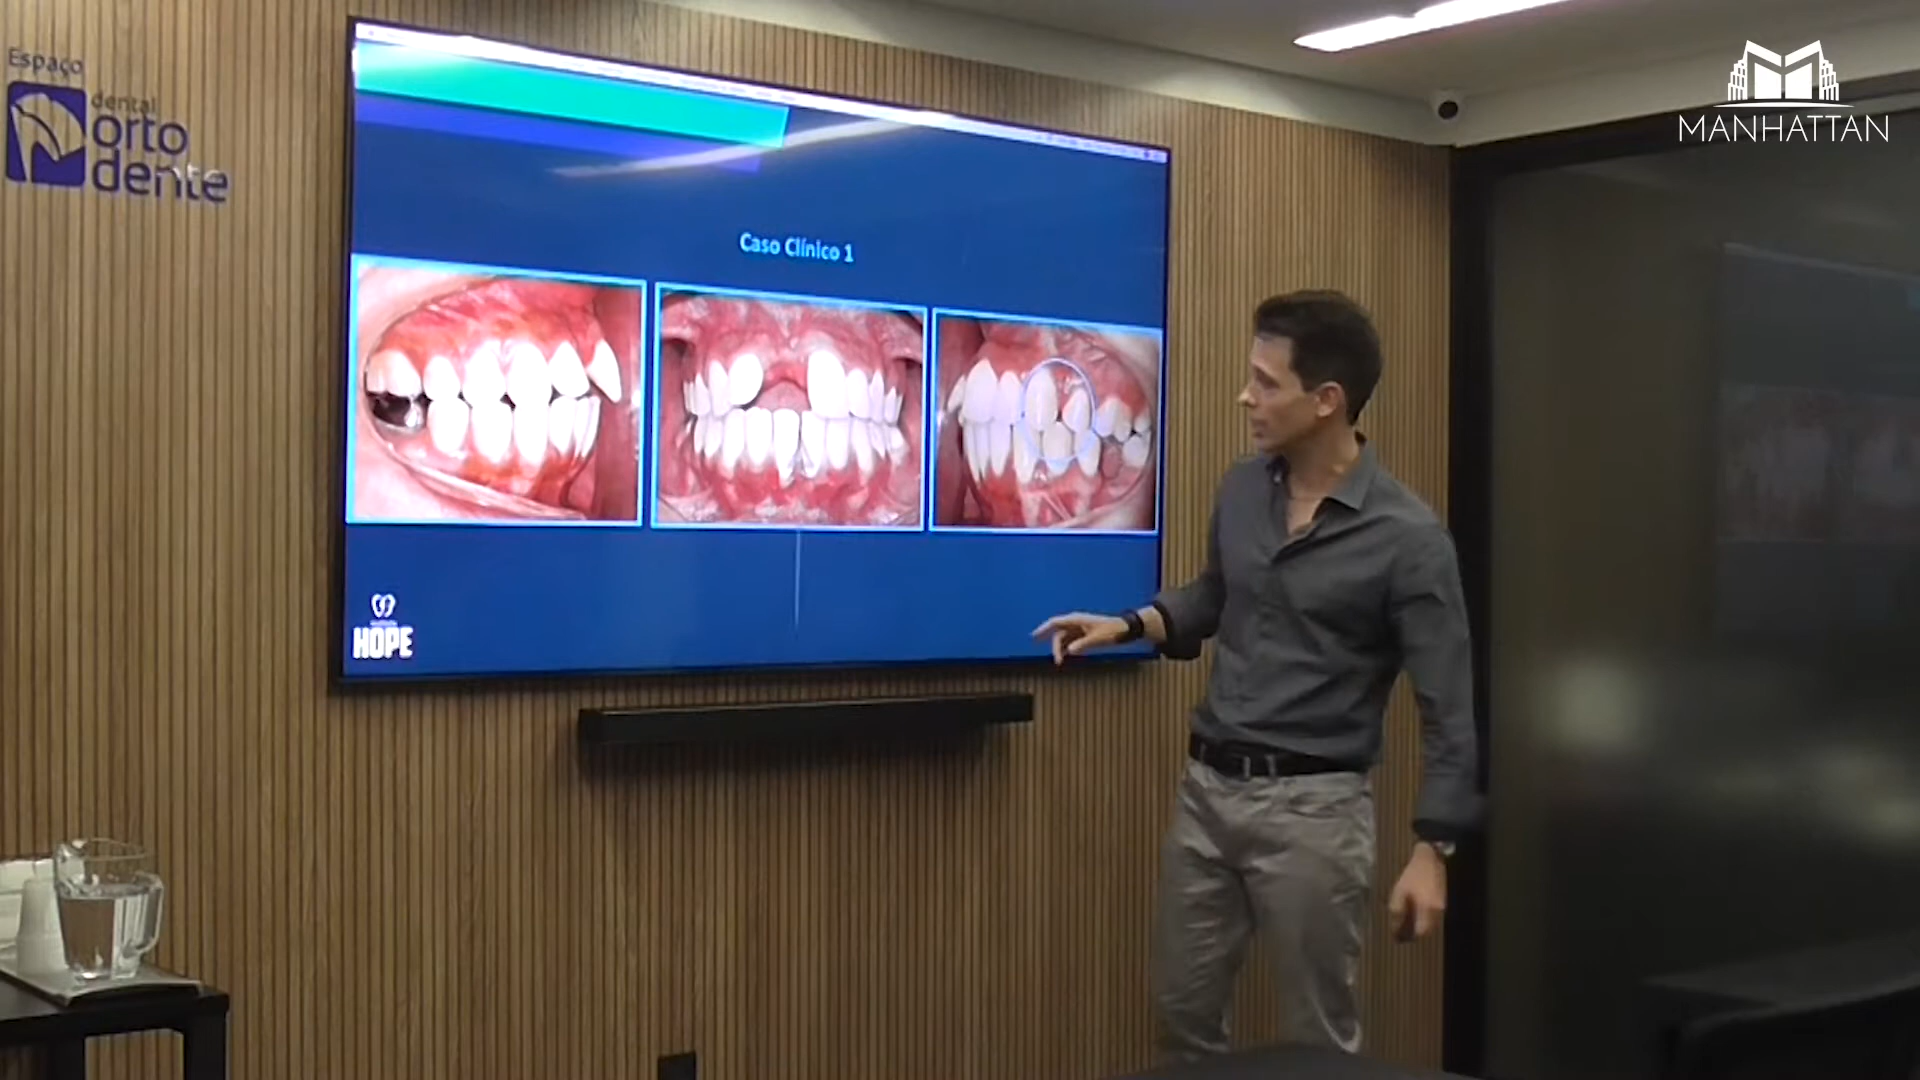 Espaço
dental
orto
dente
MANHATTAN
Caso Clínico 1
HOPE